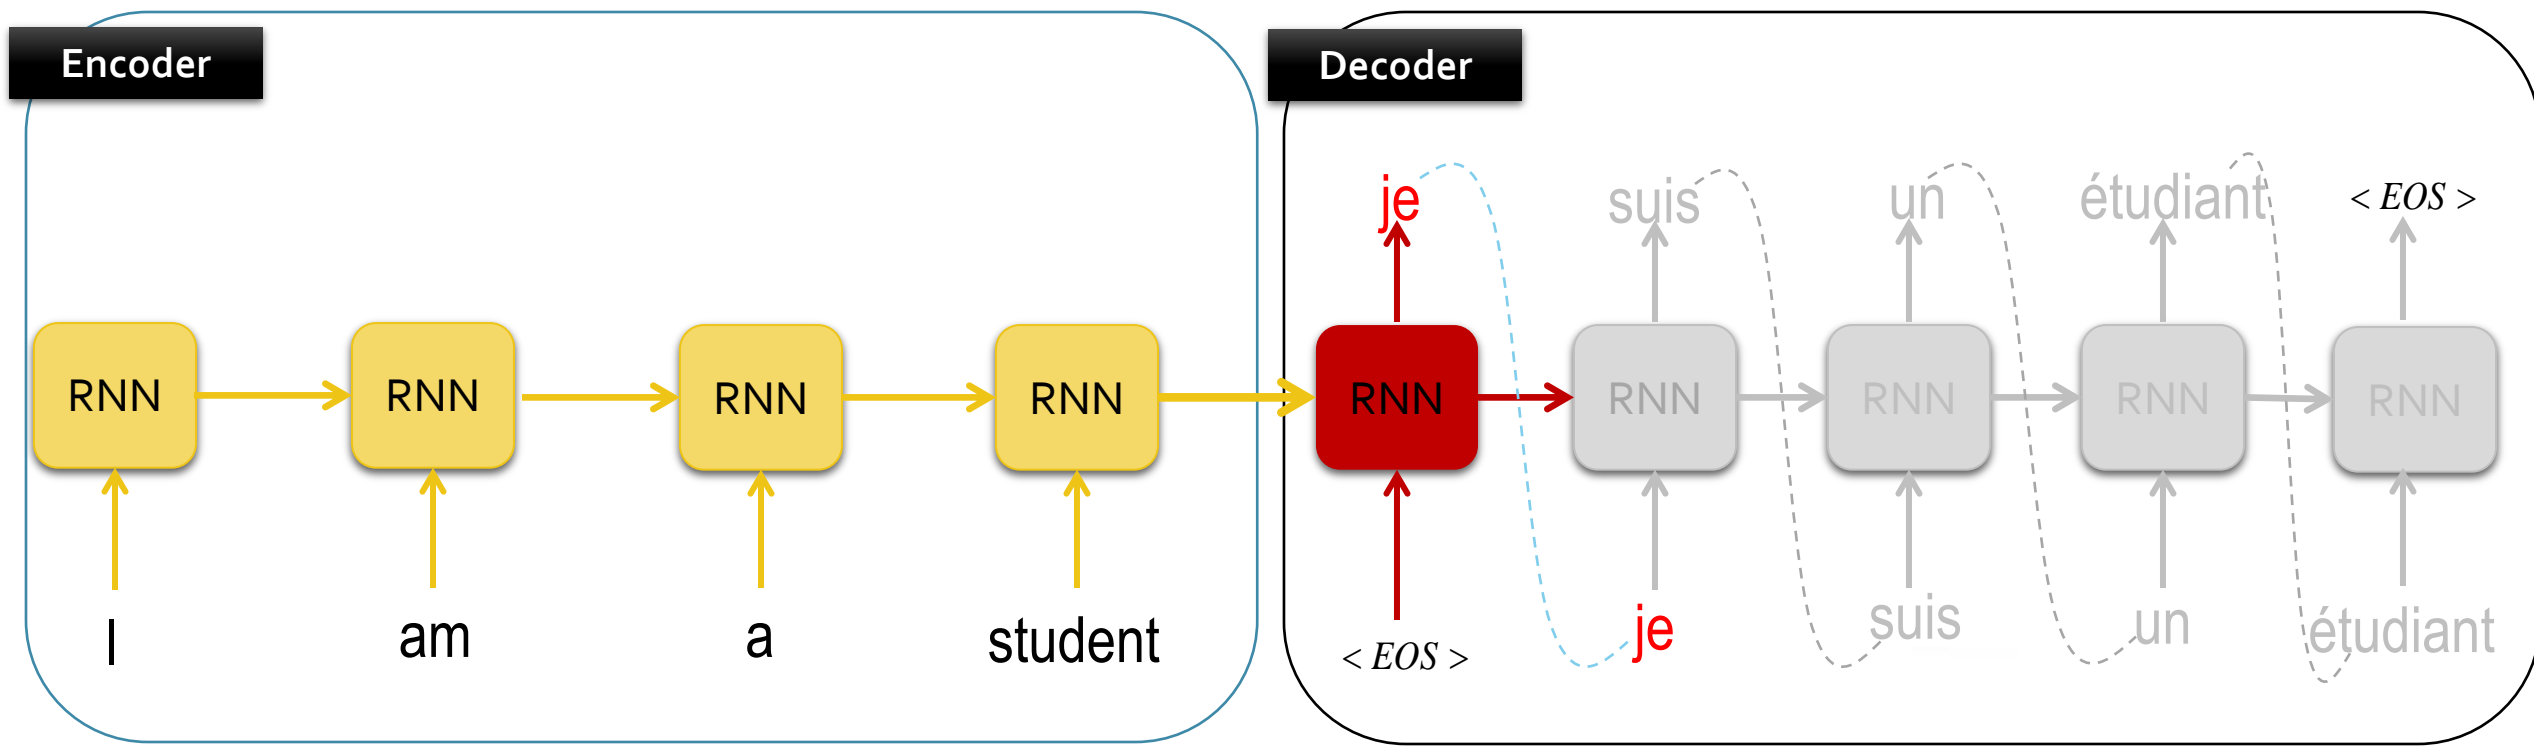 Encoder
Decoder
je
suis
un
étudiant
< EOS >
RNN
RNN
RNN
RNN
RNN
RNN
RNN
RNN
RNN
I
am
a
student
< EOS >
je
suis
un
étudiant